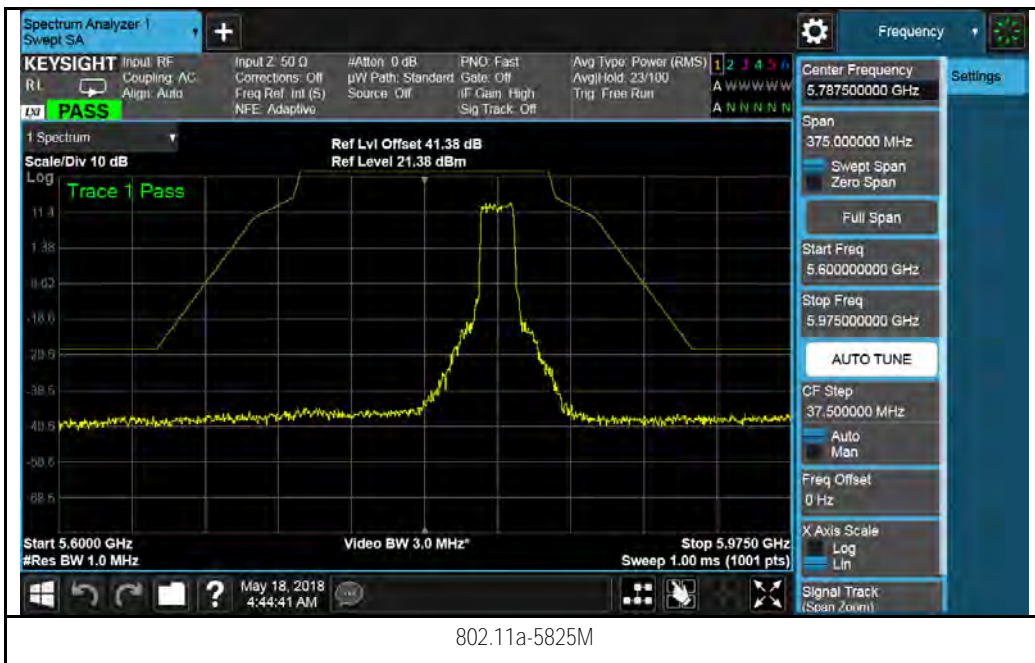 Spectrum Analyzer 1
Swept SA
Frequency
KEYSIGHT
RL
LXI
PASS
Input: RF
Coupling: AC
Align: Auto
Input Z: 50 Ω
Corrections: Off
Freq Ref: Int (S)
NFE: Adaptive
#Atten: 0 dB
µW Path: Standard
Source: Off
PNO: Fast
Gate: Off
IF Gain: High
Sig Track: Off
Avg Type: Power (RMS)
Avg|Hold: 23/100
Trig: Free Run
1 2 3 4 5 6
A W W W W W
A N N N N N
Center Frequency
5.787500000 GHz
Settings
Span
375.000000 MHz
Swept Span
Zero Span
Full Span
Start Freq
5.600000000 GHz
Stop Freq
5.975000000 GHz
AUTO TUNE
CF Step
37.500000 MHz
Auto
Man
Freq Offset
0 Hz
X Axis Scale
Log
Lin
Signal Track
(Span Zoom)
1 Spectrum
Scale/Div 10 dB
Ref Lvl Offset 41.38 dB
Ref Level 21.38 dBm
Log
Trace 1 Pass
11.4
1.38
-8.62
-18.6
-28.6
-38.6
-48.6
-58.6
-68.6
Start 5.6000 GHz
#Res BW 1.0 MHz
Video BW 3.0 MHz*
Stop 5.9750 GHz
Sweep 1.00 ms (1001 pts)
?
May 18, 2018
4:44:41 AM
802.11a-5825M